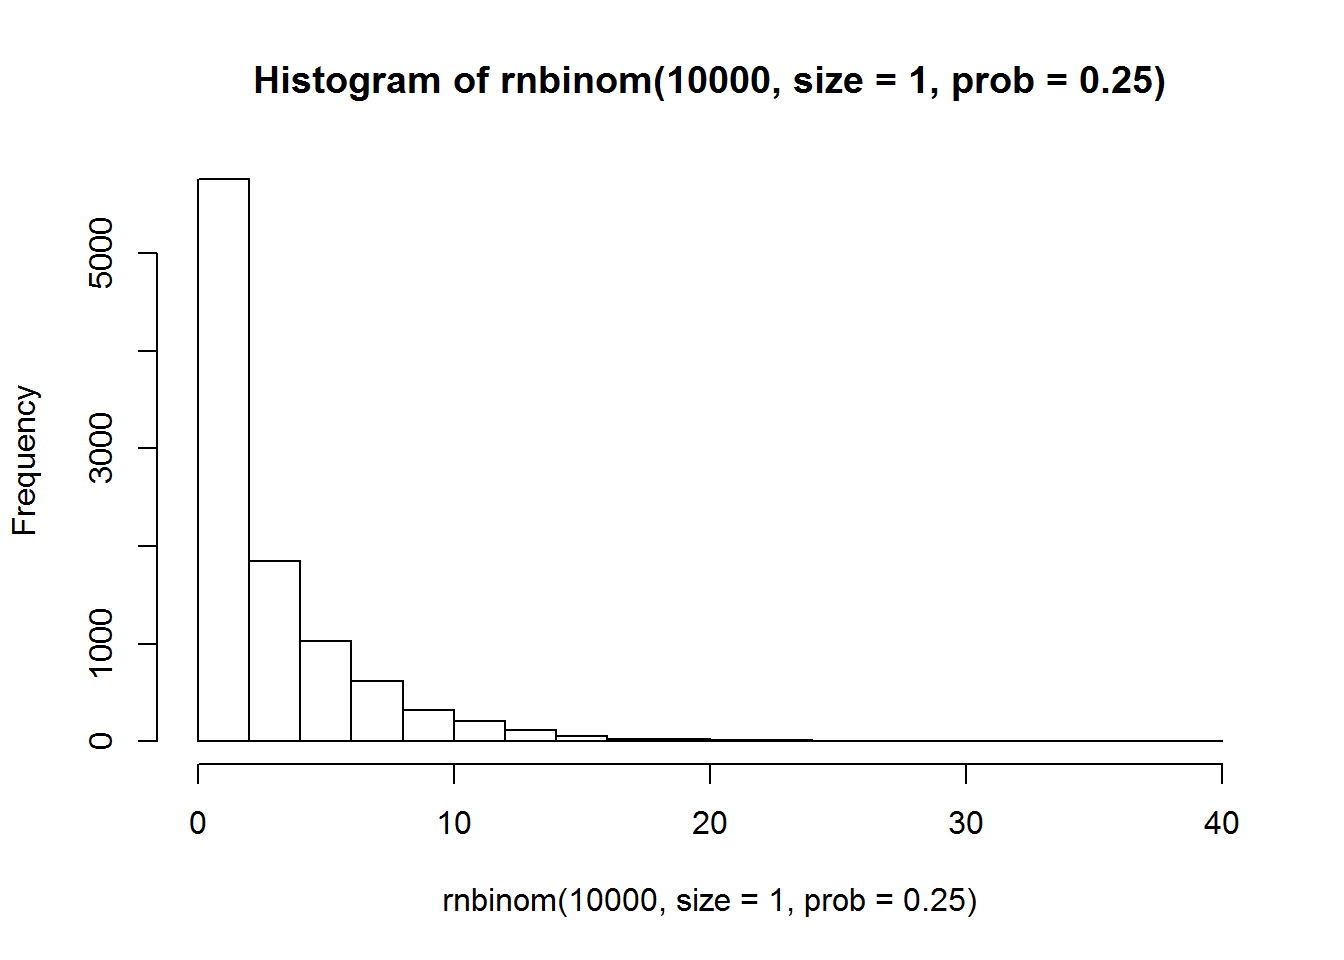 Histogram of rnbinom(10000, size = 1, prob = 0.25)
5000
3000
1000
0
Frequency
0 10 20 30 40
rnbinom(10000, size = 1, prob = 0.25)